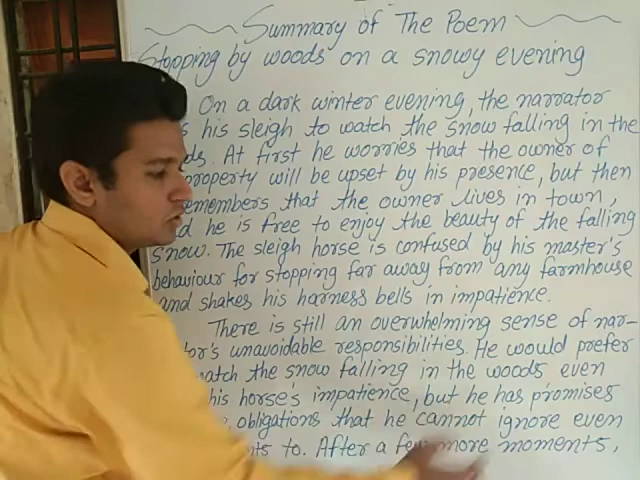 Summary of The Poem
Stopping by woods on a snowy evening
On a dark winter evening, the narrator
his sleigh to watch the snow falling in the
At first he worries that the owner of
property will be upset by his presence, but then
remembers that the owner lives in town,
he is free to enjoy the beauty of the falling
snow. The sleigh horse is confused by his master's
behaviour for stopping far away from any farmhouse
and shakes his harness bells in impatience.
There is still an overwhelming sense of nar-
unavoidable responsibilities. He would prefer
watch the snow falling in the woods even
his horse's impatience, but he has promises
obligations that he cannot ignore even
to. After a few more moments,